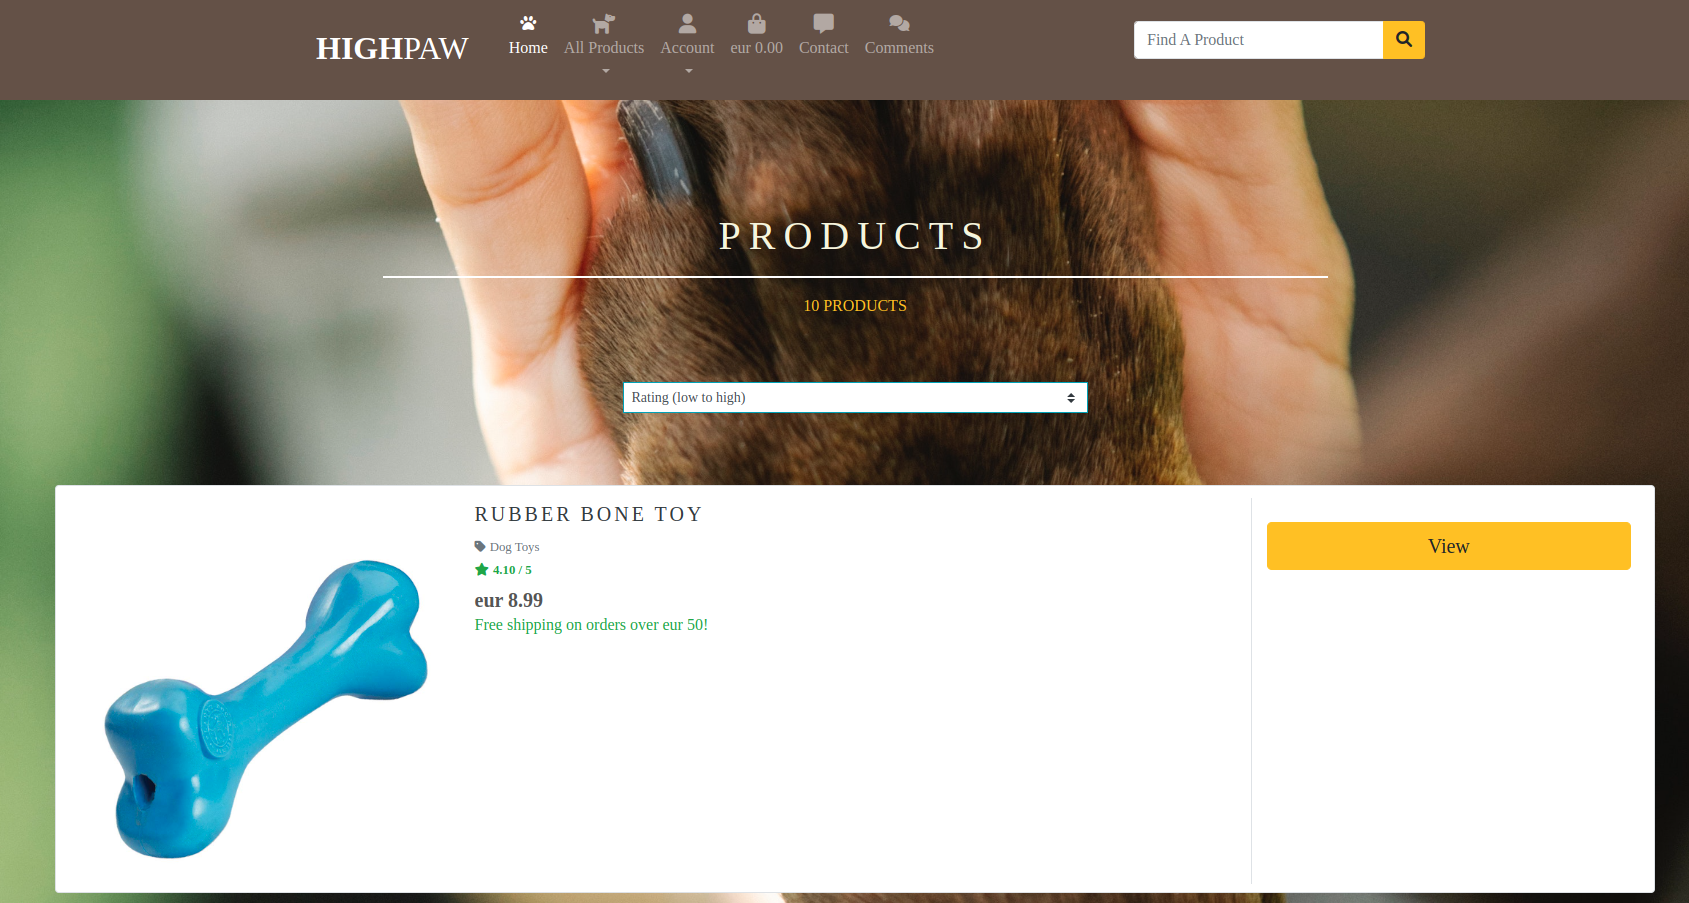 HIGHPAW
Home
All Products
Account
eur 0.00
Contact
Comments
Find A Product
PRODUCTS
10 PRODUCTS
Rating (low to high)
RUBBER BONE TOY
Dog Toys
4.10 / 5
eur 8.99
Free shipping on orders over eur 50!
View